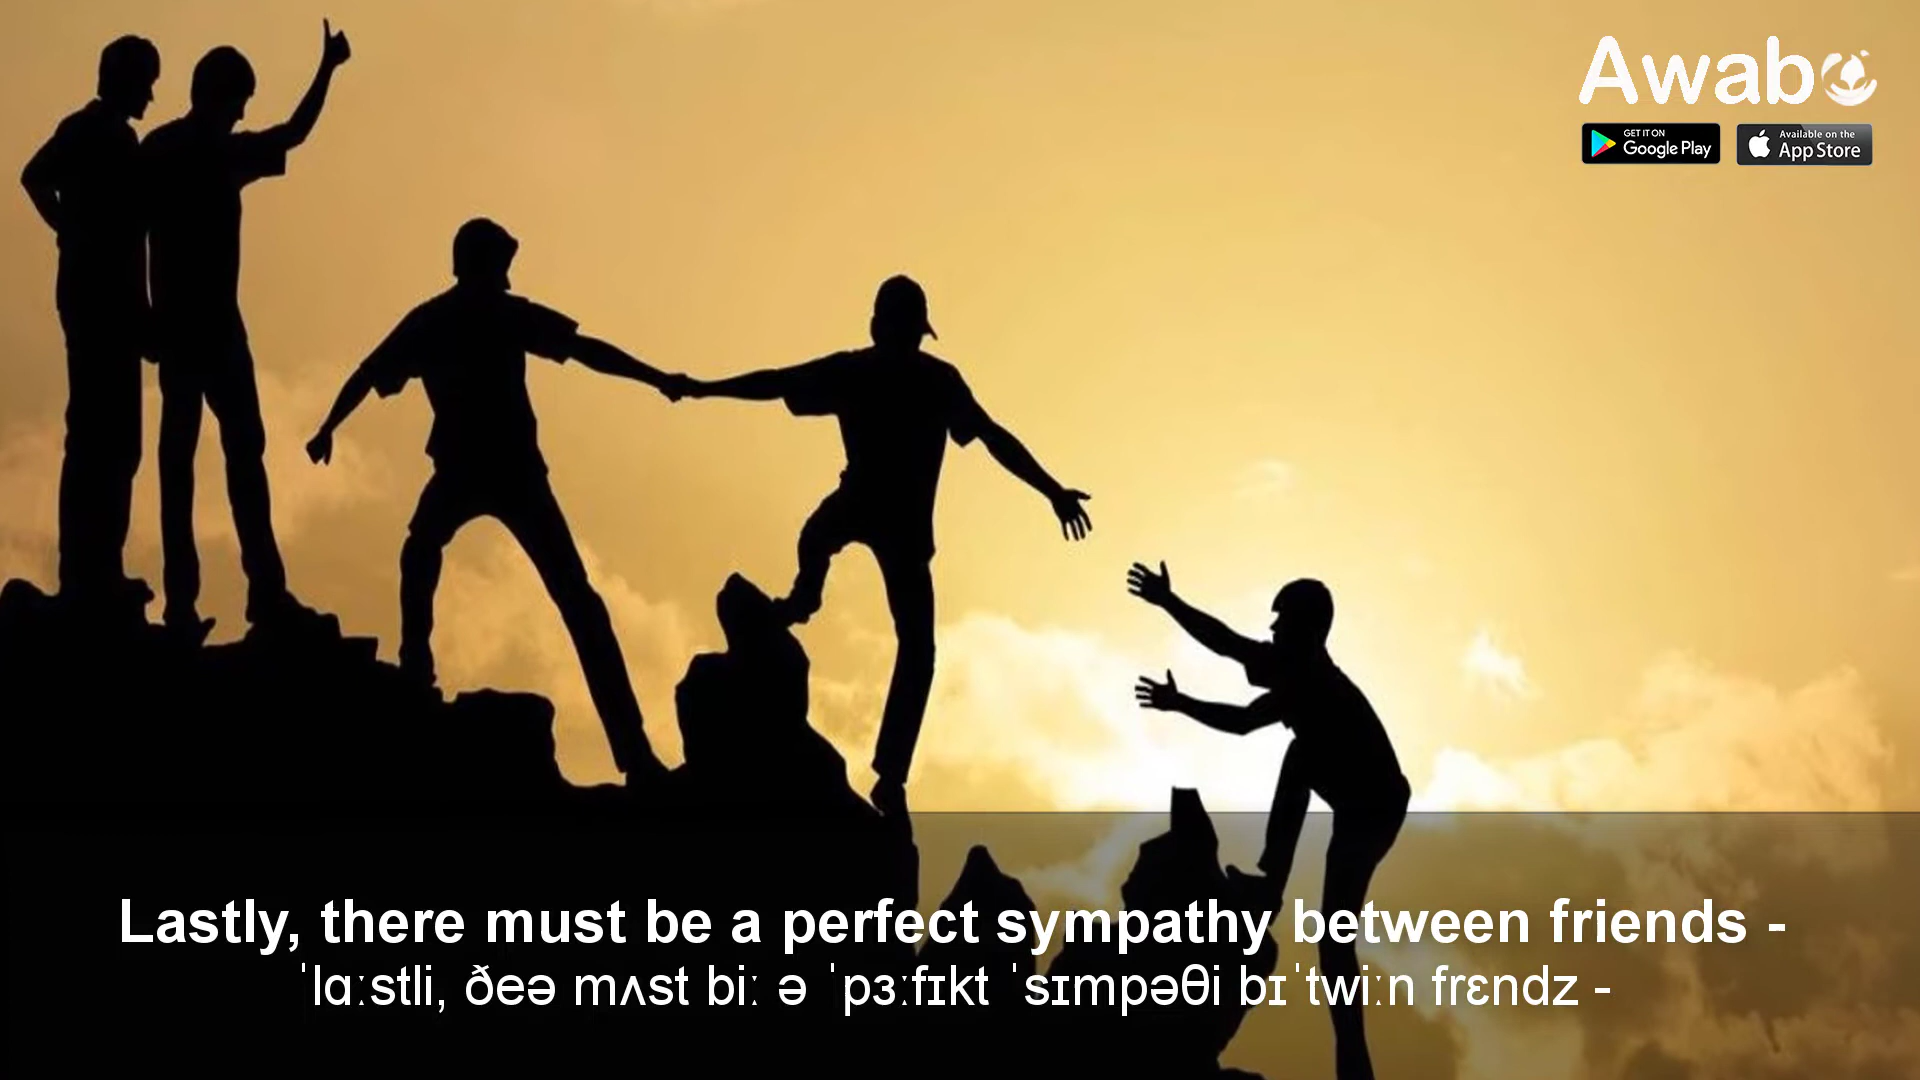 Awabe
GET IT ON
Google Play
Available on the
App Store
Lastly, there must be a perfect sympathy between friends -
ˈlɑːstli, ðeə mʌst biː ə ˈpɜːfɪkt ˈsɪmpəθi bɪˈtwiːn frɛndz -